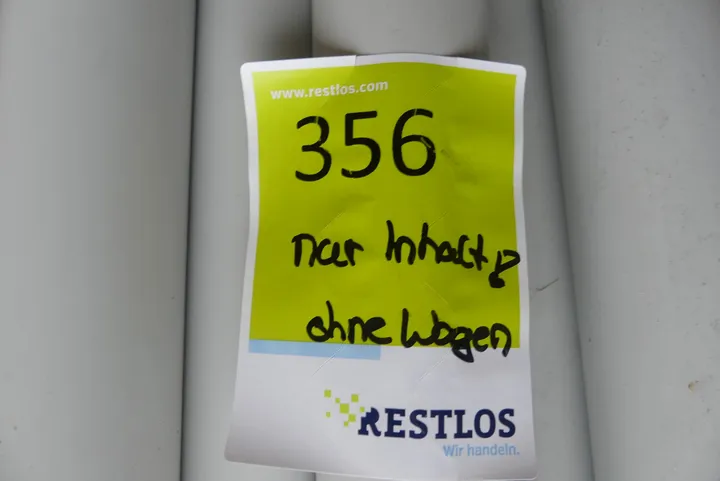 www.restlos.com
356
nur Inhalt!
ohne Wagen
RESTLOS
Wir handeln.